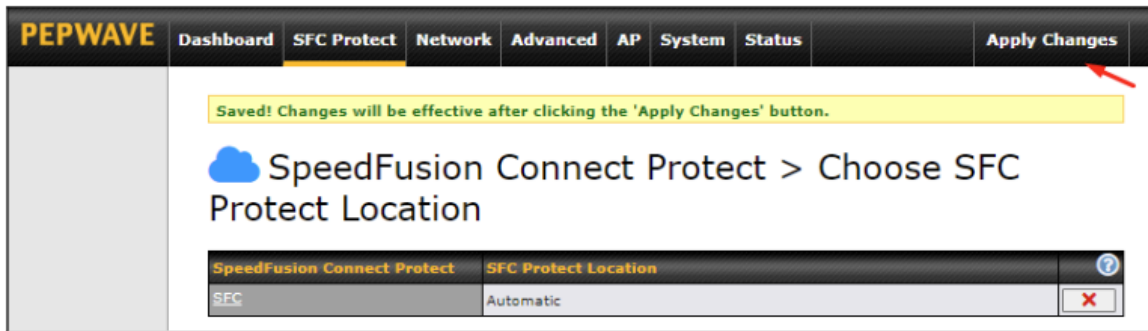 PEPWAVE Dashboard SFC Protect Network Advanced AP System Status Apply Changes
Saved! Changes will be effective after clicking the 'Apply Changes' button.
SpeedFusion Connect Protect > Choose SFC
Protect Location
SpeedFusion Connect Protect SFC Protect Location ?
SFC Automatic